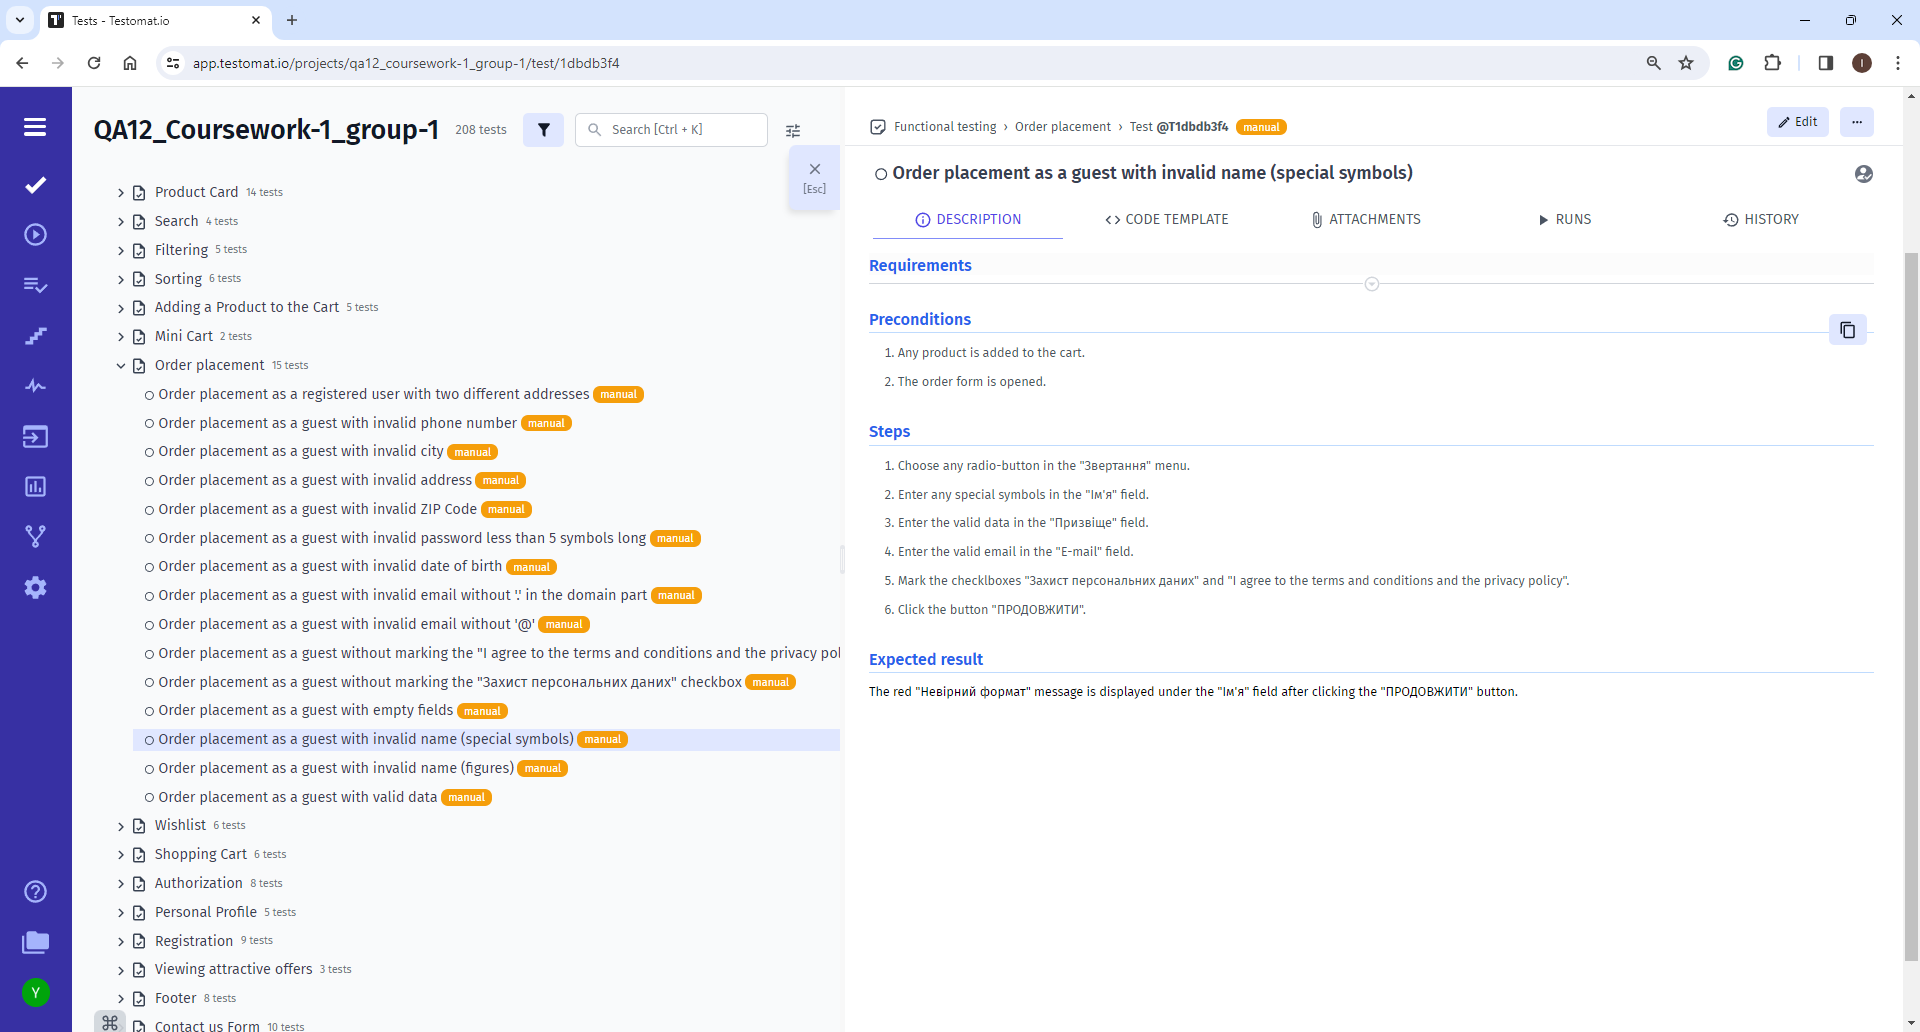 Tests - Testomat.io
app.testomat.io/projects/qa12_coursework-1_group-1/test/1dbdb3f4
QA12_Coursework-1_group-1 208 tests
Search [Ctrl + K]
[Esc]
Product Card 14 tests
Search 4 tests
Filtering 5 tests
Sorting 6 tests
Adding a Product to the Cart 5 tests
Mini Cart 2 tests
Order placement 15 tests
Order placement as a registered user with two different addresses manual
Order placement as a guest with invalid phone number manual
Order placement as a guest with invalid city manual
Order placement as a guest with invalid address manual
Order placement as a guest with invalid ZIP Code manual
Order placement as a guest with invalid password less than 5 symbols long manual
Order placement as a guest with invalid date of birth manual
Order placement as a guest with invalid email without '.' in the domain part manual
Order placement as a guest with invalid email without '@' manual
Order placement as a guest without marking the "I agree to the terms and conditions and the privacy pol
Order placement as a guest without marking the "Захист персональних даних" checkbox manual
Order placement as a guest with empty fields manual
Order placement as a guest with invalid name (special symbols) manual
Order placement as a guest with invalid name (figures) manual
Order placement as a guest with valid data manual
Wishlist 6 tests
Shopping Cart 6 tests
Authorization 8 tests
Personal Profile 5 tests
Registration 9 tests
Viewing attractive offers 3 tests
Footer 8 tests
Contact us Form 10 tests
Y
I
Functional testing › Order placement › Test @T1dbdb3f4 manual
Edit
Order placement as a guest with invalid name (special symbols)
DESCRIPTION
CODE TEMPLATE
ATTACHMENTS
RUNS
HISTORY
Requirements
Preconditions
1. Any product is added to the cart.
2. The order form is opened.
Steps
1. Choose any radio-button in the "Звертання" menu.
2. Enter any special symbols in the "Ім'я" field.
3. Enter the valid data in the "Призвіще" field.
4. Enter the valid email in the "E-mail" field.
5. Mark the checklboxes "Захист персональних даних" and "I agree to the terms and conditions and the privacy policy".
6. Click the button "ПРОДОВЖИТИ".
Expected result
The red "Невірний формат" message is displayed under the "Ім'я" field after clicking the "ПРОДОВЖИТИ" button.